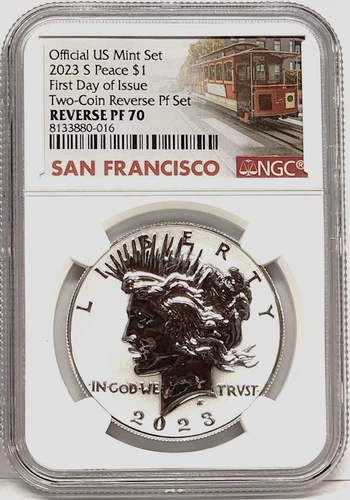 Official US Mint Set
2023 S Peace $1
First Day of Issue
Two-Coin Reverse Pf Set
REVERSE PF 70
8133880-016
SAN FRANCISCO NGC®
LIBERTY
IN GOD WE TRVST
2023